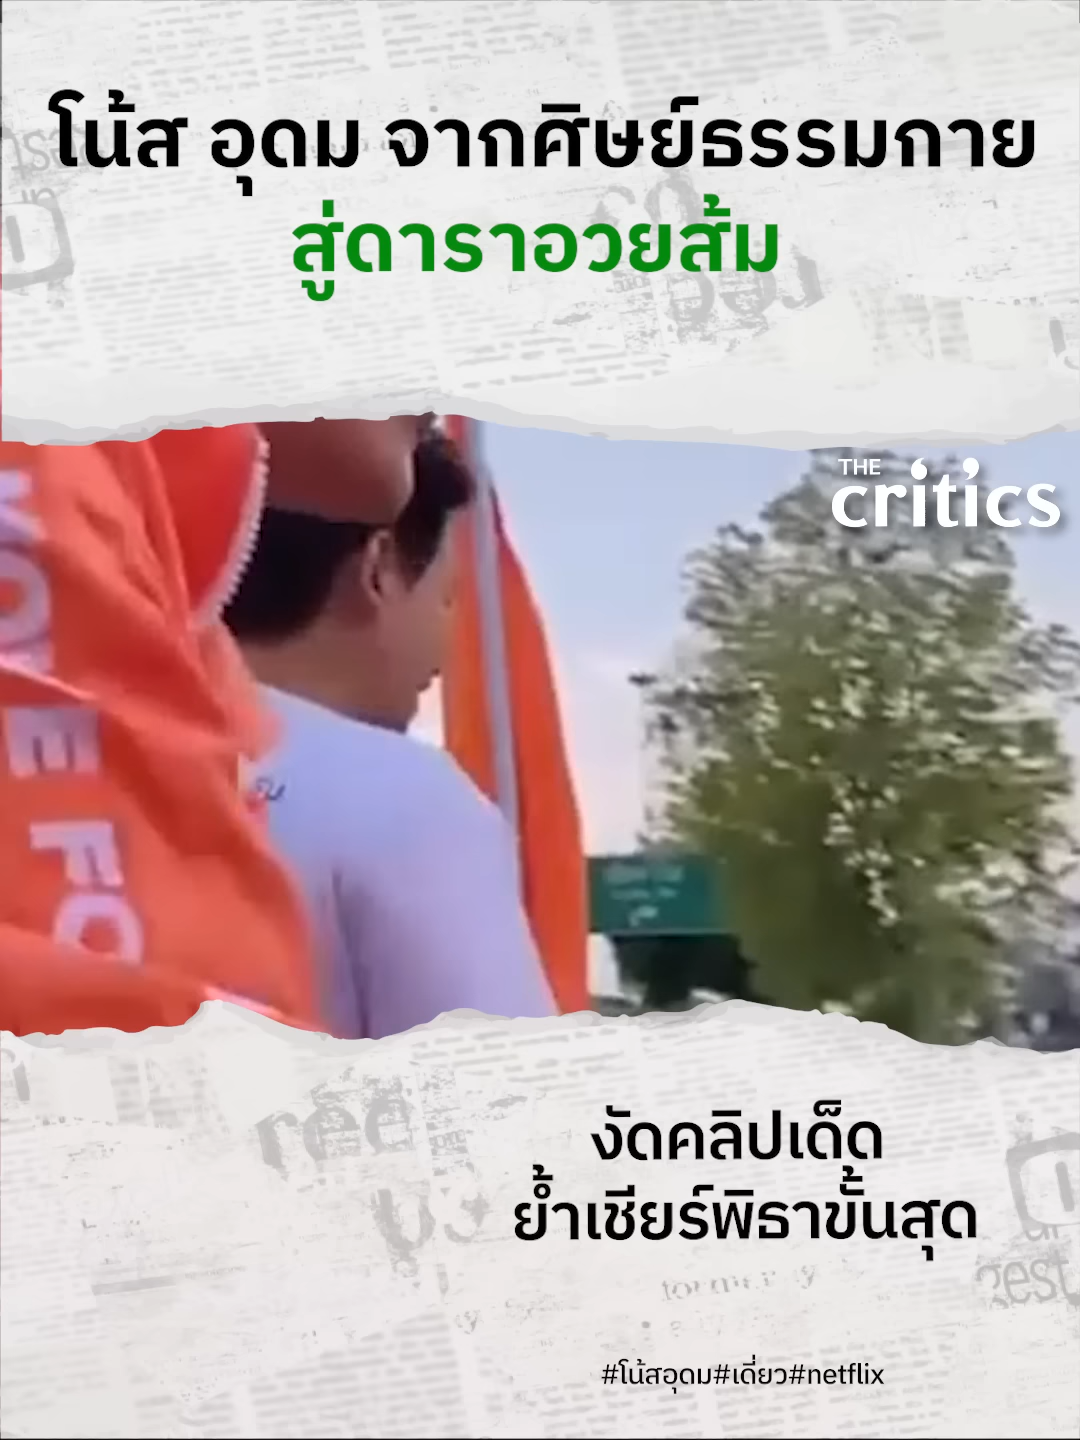 โน้ส อุดม จากศิษย์ธรรมกาย
สู่ดาราอวยส้ม
THE
critics
MOVE FO
งัดคลิปเด็ด
ย้ำเชียร์พิธาขั้นสุด
#โน้สอุดม#เดี่ยว#netflix